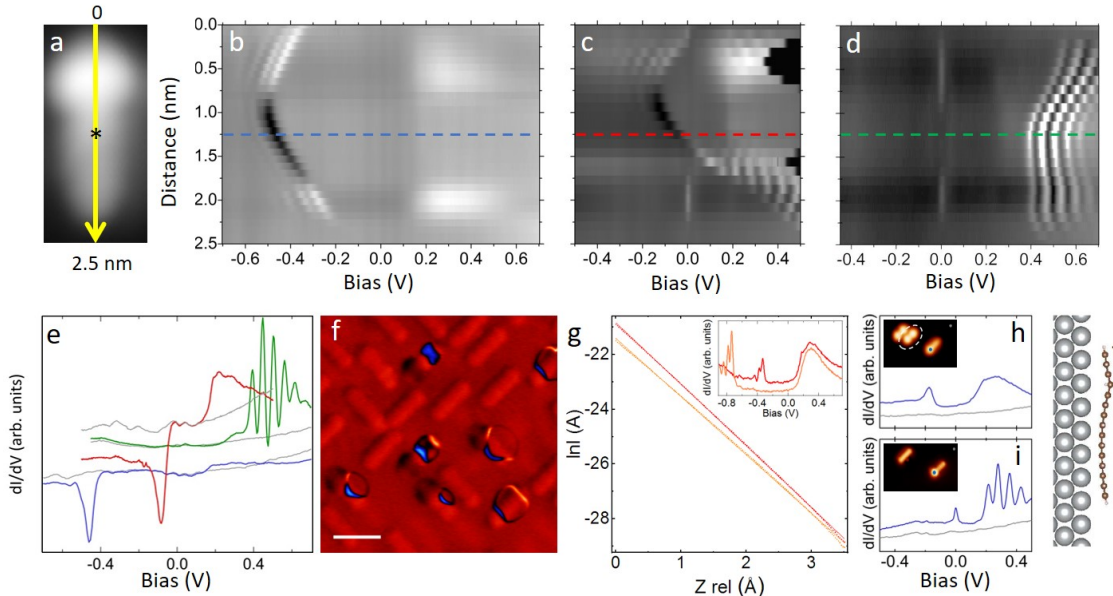 0
a
*
2.5 nm
Distance (nm)
0.0
0.5
1.0
1.5
2.0
2.5
b
-0.6 -0.4 -0.2 0.0 0.2 0.4 0.6
Bias (V)
c
-0.4 -0.2 0.0 0.2 0.4
Bias (V)
d
-0.4 -0.2 0.0 0.2 0.4 0.6
Bias (V)
e
dI/dV (arb. units)
-0.4 0.0 0.4
Bias (V)
f
g
lnI (A)
-22
-24
-26
-28
0 1 2 3
Z rel (Å)
dI/dV (arb. units)
-0.8 -0.4 0.0 0.4
Bias (V)
h
dI/dV (arb. units)
i
dI/dV (arb. units)
-0.4 0.0 0.4
Bias (V)